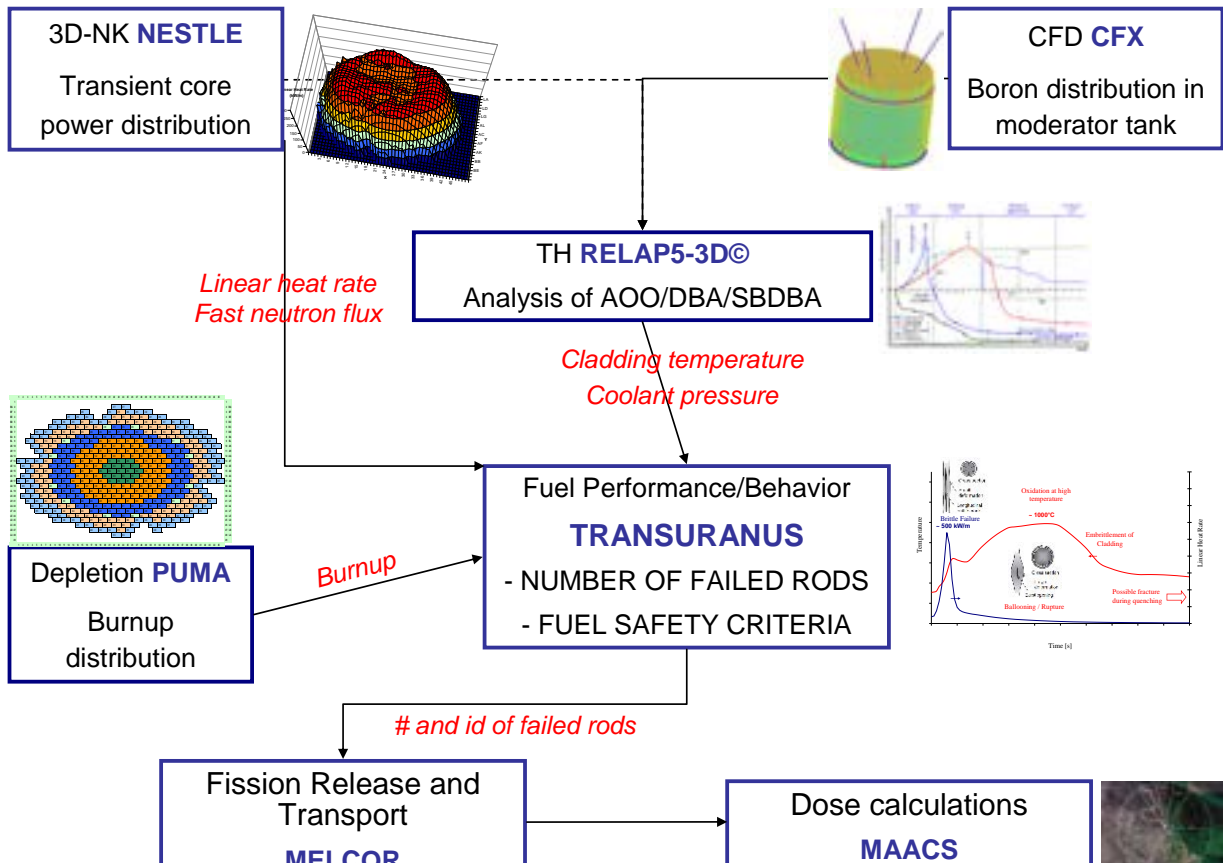 3D-NK NESTLE
Transient core
power distribution
CFD CFX
Boron distribution in
moderator tank
TH RELAP5-3D©
Analysis of AOO/DBA/SBDBA
Linear heat rate
Fast neutron flux
Cladding temperature
Coolant pressure
Fuel Performance/Behavior
TRANSURANUS
- NUMBER OF FAILED RODS
- FUEL SAFETY CRITERIA
Depletion PUMA
Burnup
distribution
Burnup
Oxidation at high
temperature
~ 1000°C
Brittle Failure
~ 500 kW/m
Embrittlement of
Cladding
Temperature
Linear Heat Rate
Ballooning / Rupture
Possible fracture
during quenching
Time [s]
# and id of failed rods
Fission Release and
Transport
MELCOR
Dose calculations
MAACS